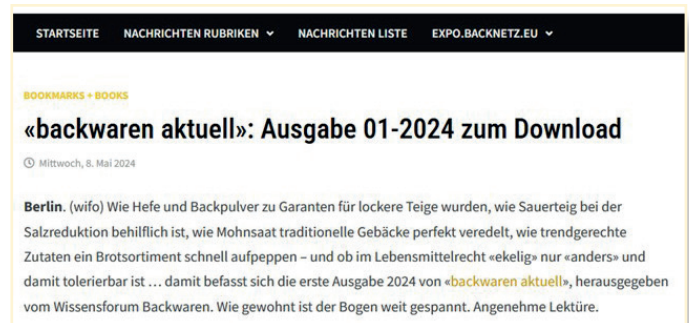 STARTSEITE NACHRICHTEN RUBRIKEN NACHRICHTEN LISTE EXPO.BACKNETZ.EU
BOOKMARKS + BOOKS
«backwaren aktuell»: Ausgabe 01-2024 zum Download
Mittwoch, 8. Mai 2024
Berlin. (wifo) Wie Hefe und Backpulver zu Garanten für lockere Teige wurden, wie Sauerteig bei der
Salzreduktion behilflich ist, wie Mohnsaat traditionelle Gebäcke perfekt veredelt, wie trendgerechte
Zutaten ein Brotsortiment schnell aufpeppen – und ob im Lebensmittelrecht «ekelig» nur «anders» und
damit tolerierbar ist … damit befasst sich die erste Ausgabe 2024 von «backwaren aktuell», herausgegeben
vom Wissensforum Backwaren. Wie gewohnt ist der Bogen weit gespannt. Angenehme Lektüre.